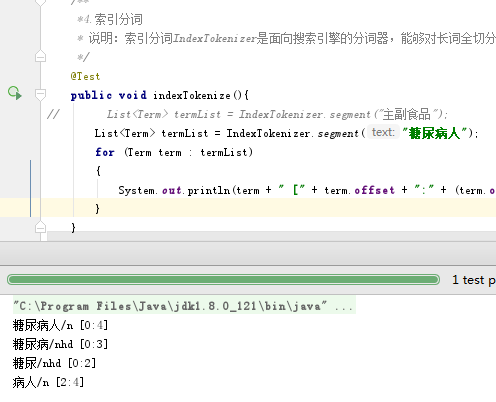 /**
*4.索引分词
* 说明：索引分词IndexTokenizer是面向搜索引擎的分词器，能够对长词全切分
*/
@Test
public void indexTokenize(){
// List<Term> termList = IndexTokenizer.segment("主副食品");
List<Term> termList = IndexTokenizer.segment( text: "糖尿病人");
for (Term term : termList)
{
System.out.println(term + " [" + term.offset + ":" + (term.o
}
}
1 test p
"C:\Program Files\Java\jdk1.8.0_121\bin\java" ...
糖尿病人/n [0:4]
糖尿病/nhd [0:3]
糖尿/nhd [0:2]
病人/n [2:4]